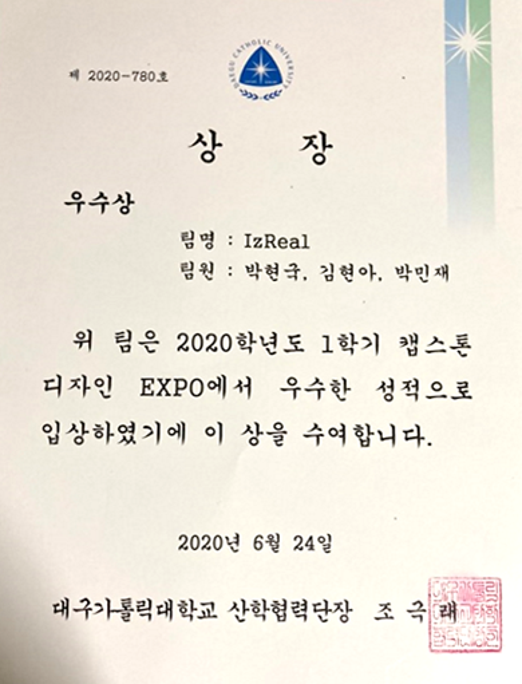 제 2020-780호
DAEGU CATHOLIC UNIVERSITY
상 장
우수상
팀명 : IzReal
팀원 : 박현국, 김현아, 박민재
위 팀은 2020학년도 1학기 캡스톤
디자인 EXPO에서 우수한 성적으로
입상하였기에 이 상을 수여합니다.
2020년 6월 24일
대구가톨릭대학교 산학협력단장 조 극 래